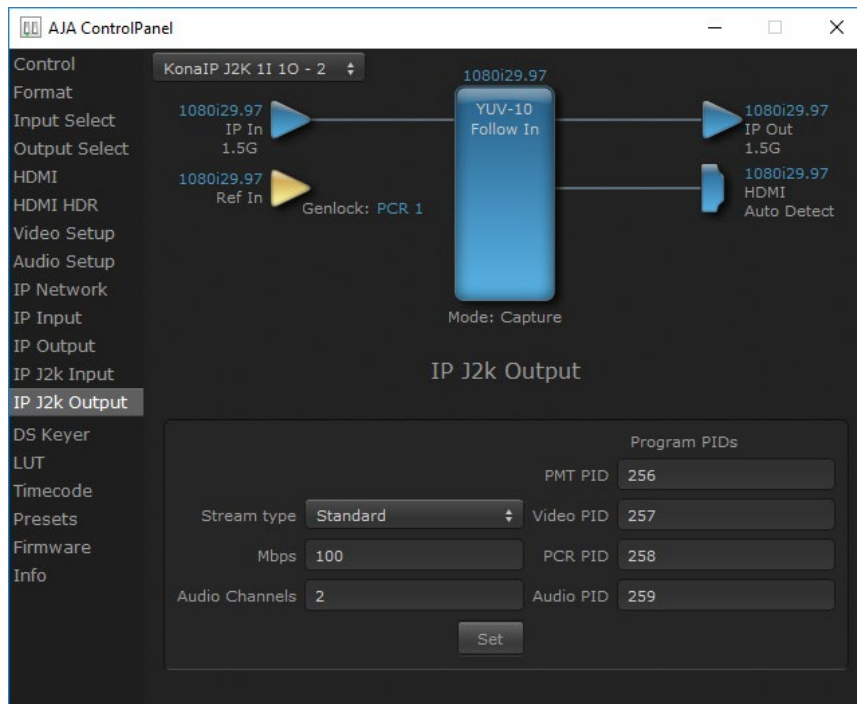 AJA ControlPanel
Control
Format
Input Select
Output Select
HDMI
HDMI HDR
Video Setup
Audio Setup
IP Network
IP Input
IP Output
IP J2k Input
IP J2k Output
DS Keyer
LUT
Timecode
Presets
Firmware
Info
KonaIP J2K 1I 1O - 2
1080i29.97
1080i29.97
IP In
1.5G
1080i29.97
Ref In
Genlock: PCR 1
YUV-10
Follow In
Mode: Capture
1080i29.97
IP Out
1.5G
1080i29.97
HDMI
Auto Detect
IP J2k Output
Program PIDs
PMT PID 256
Stream type Standard Video PID 257
Mbps 100 PCR PID 258
Audio Channels 2 Audio PID 259
Set